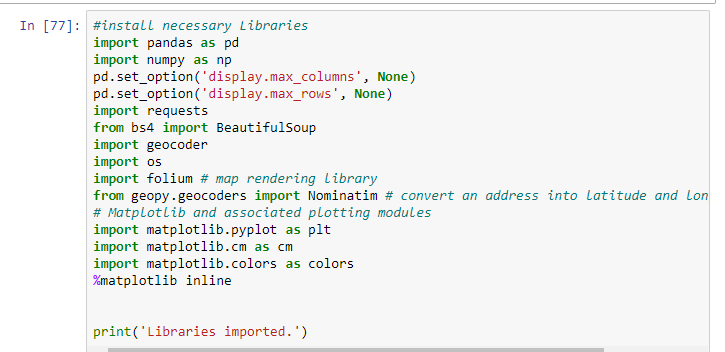 In [77]: #install necessary Libraries
import pandas as pd
import numpy as np
pd.set_option('display.max_columns', None)
pd.set_option('display.max_rows', None)
import requests
from bs4 import BeautifulSoup
import geocoder
import os
import folium # map rendering library
from geopy.geocoders import Nominatim # convert an address into latitude and lon
# Matplotlib and associated plotting modules
import matplotlib.pyplot as plt
import matplotlib.cm as cm
import matplotlib.colors as colors
%matplotlib inline
print('Libraries imported.')